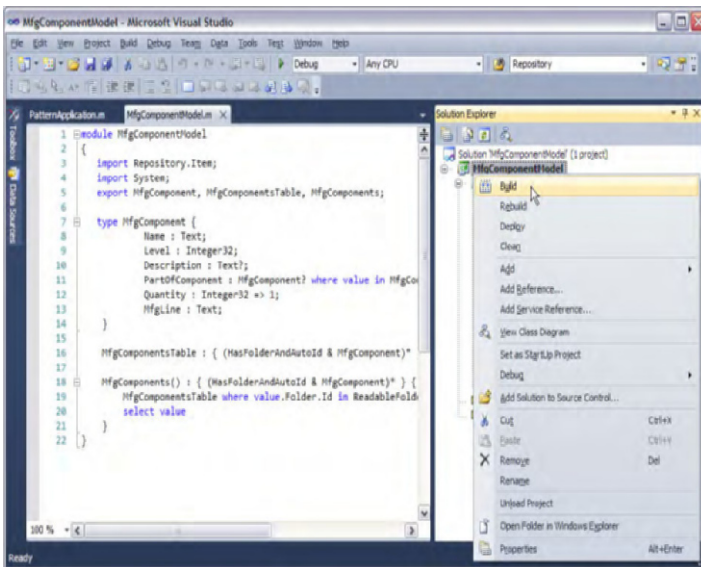 MfgComponentModel - Microsoft Visual Studio
File Edit View Project Build Debug Team Data Tools Test Window Help
Debug Any CPU Repository
PatternApplication.m MfgComponentModel.m
Toolbox
Data Sources
1 module MfgComponentModel
2 {
3 import Repository.Item;
4 import System;
5 export MfgComponent, MfgComponentsTable, MfgComponents;
6
7 type MfgComponent {
8 Name : Text;
9 Level : Integer32;
10 Description : Text?;
11 PartOfComponent : MfgComponent? where value in MfgCo
12 Quantity : Integer32 => 1;
13 MfgLine : Text;
14 }
15
16 MfgComponentsTable : { (HasFolderAndAutoId & MfgComponent)*
17
18 MfgComponents() : { (HasFolderAndAutoId & MfgComponent)* } {
19 MfgComponentsTable where value.Folder.Id in ReadableFold
20 select value
21 }
22 }
100 %
Ready
Solution Explorer
Solution 'MfgComponentModel' (1 project)
MfgComponentModel
Build
Rebuild
Deploy
Clean
Add
Add Reference...
Add Service Reference...
View Class Diagram
Set as StartUp Project
Debug
Add Solution to Source Control...
Cut Ctrl+X
Paste Ctrl+V
Remove Del
Rename
Unload Project
Open Folder in Windows Explorer
Properties Alt+Enter